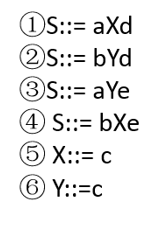 ①S::= aXd
②S::= bYd
③S::= aYe
④ S::= bXe
⑤ X::= c
⑥ Y::=c